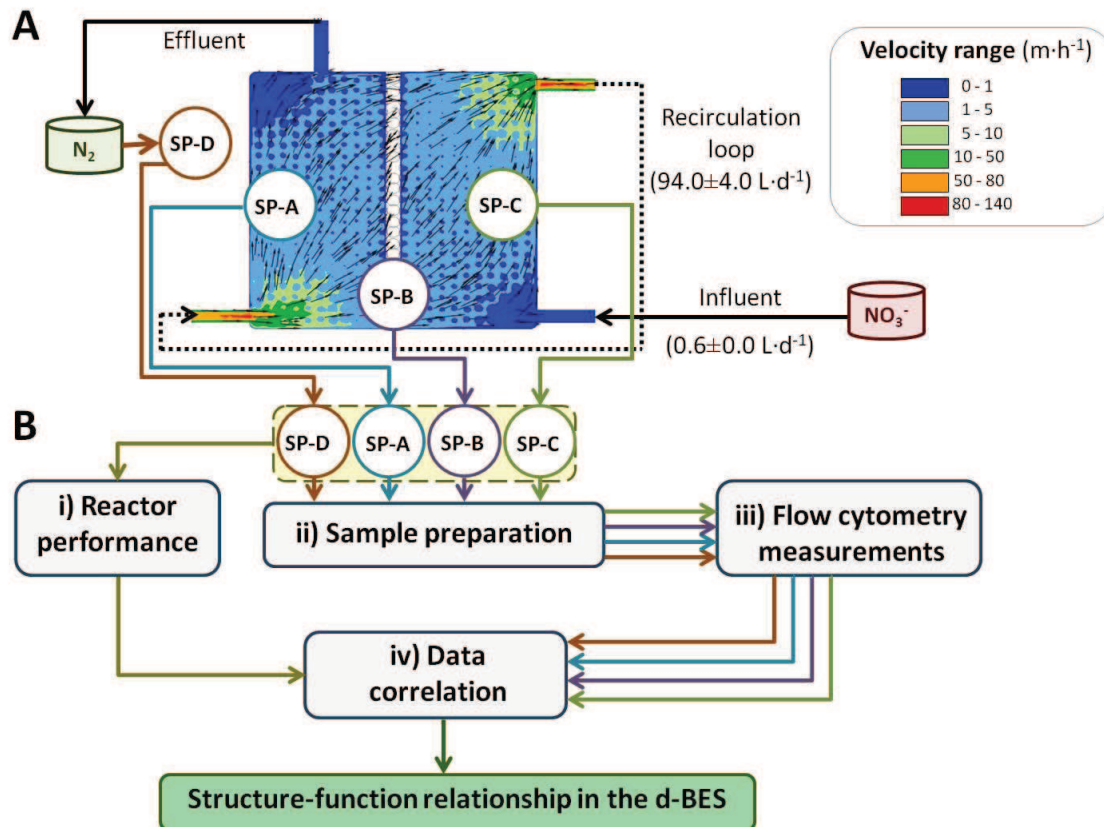 A
Effluent
N₂
SP-D
SP-A
SP-C
SP-B
Recirculation
loop
(94.0±4.0 L·d⁻¹)
Influent
(0.6±0.0 L·d⁻¹)
NO₃⁻
Velocity range (m·h⁻¹)
0 - 1
1 - 5
5 - 10
10 - 50
50 - 80
80 - 140
B
SP-D
SP-A
SP-B
SP-C
i) Reactor
performance
ii) Sample preparation
iii) Flow cytometry
measurements
iv) Data
correlation
Structure-function relationship in the d-BES